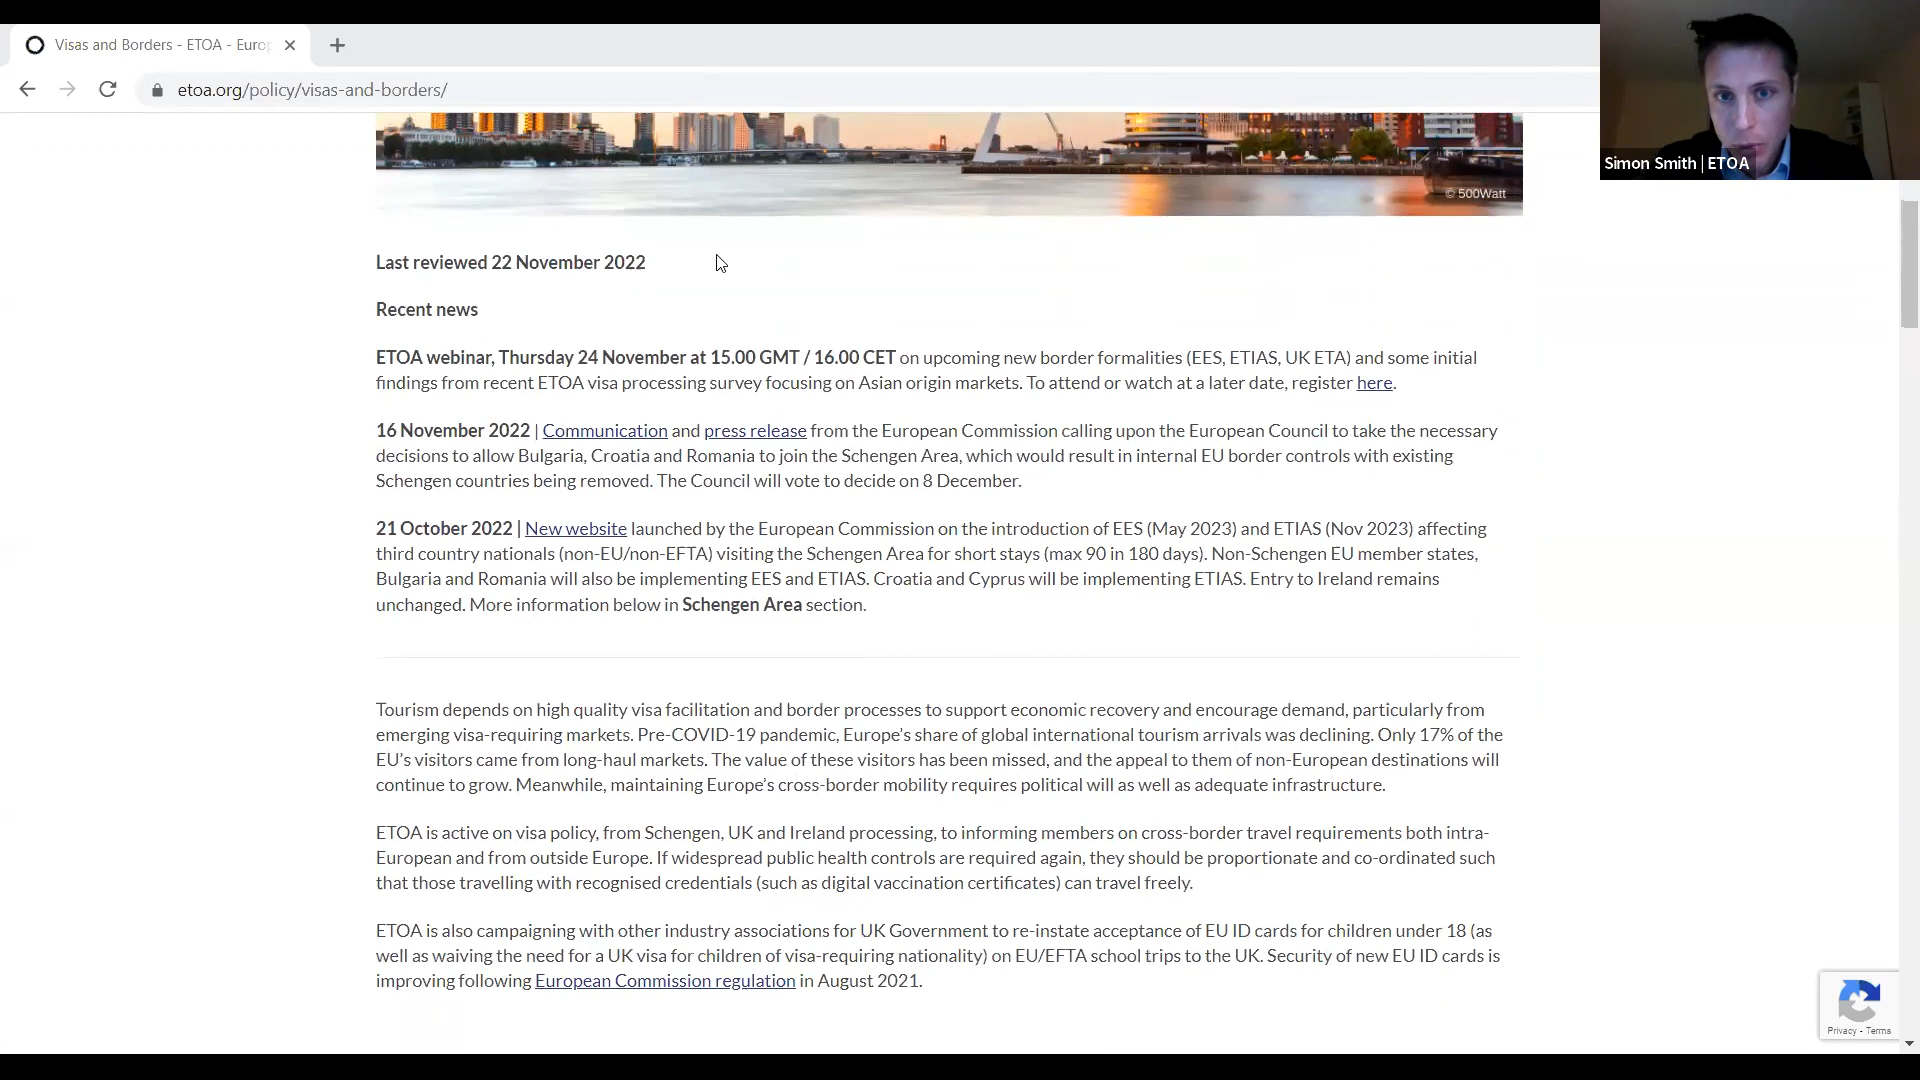 Visas and Borders - ETOA - Euro
etoa.org/policy/visas-and-borders/
Simon Smith | ETOA
© 500Watt
Last reviewed 22 November 2022
Recent news
ETOA webinar, Thursday 24 November at 15.00 GMT / 16.00 CET on upcoming new border formalities (EES, ETIAS, UK ETA) and some initial
findings from recent ETOA visa processing survey focusing on Asian origin markets. To attend or watch at a later date, register here.
16 November 2022 | Communication and press release from the European Commission calling upon the European Council to take the necessary
decisions to allow Bulgaria, Croatia and Romania to join the Schengen Area, which would result in internal EU border controls with existing
Schengen countries being removed. The Council will vote to decide on 8 December.
21 October 2022 | New website launched by the European Commission on the introduction of EES (May 2023) and ETIAS (Nov 2023) affecting
third country nationals (non-EU/non-EFTA) visiting the Schengen Area for short stays (max 90 in 180 days). Non-Schengen EU member states,
Bulgaria and Romania will also be implementing EES and ETIAS. Croatia and Cyprus will be implementing ETIAS. Entry to Ireland remains
unchanged. More information below in Schengen Area section.
Tourism depends on high quality visa facilitation and border processes to support economic recovery and encourage demand, particularly from
emerging visa-requiring markets. Pre-COVID-19 pandemic, Europe’s share of global international tourism arrivals was declining. Only 17% of the
EU’s visitors came from long-haul markets. The value of these visitors has been missed, and the appeal to them of non-European destinations will
continue to grow. Meanwhile, maintaining Europe’s cross-border mobility requires political will as well as adequate infrastructure.
ETOA is active on visa policy, from Schengen, UK and Ireland processing, to informing members on cross-border travel requirements both intra-
European and from outside Europe. If widespread public health controls are required again, they should be proportionate and co-ordinated such
that those travelling with recognised credentials (such as digital vaccination certificates) can travel freely.
ETOA is also campaigning with other industry associations for UK Government to re-instate acceptance of EU ID cards for children under 18 (as
well as waiving the need for a UK visa for children of visa-requiring nationality) on EU/EFTA school trips to the UK. Security of new EU ID cards is
improving following European Commission regulation in August 2021.
Privacy - Terms